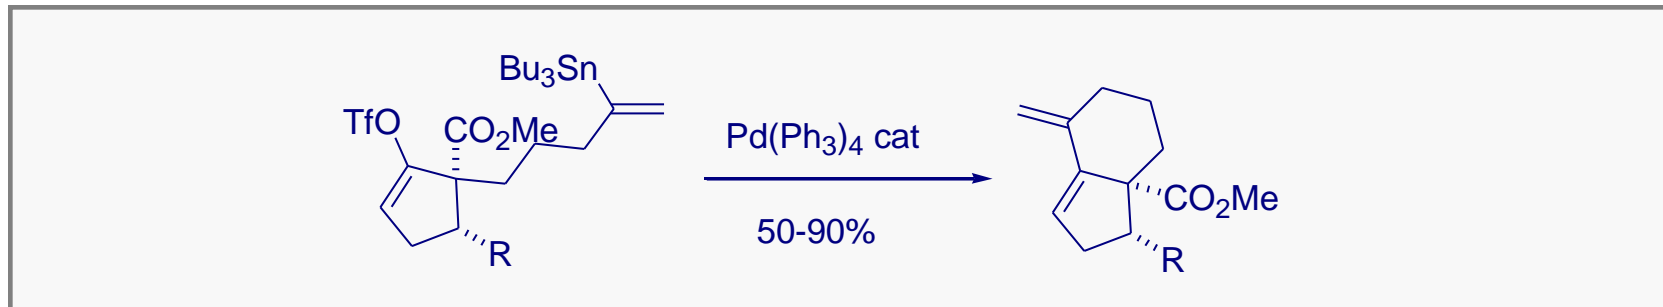 Bu3Sn
TfO
CO2Me
R
Pd(Ph3)4 cat
50-90%
CO2Me
R